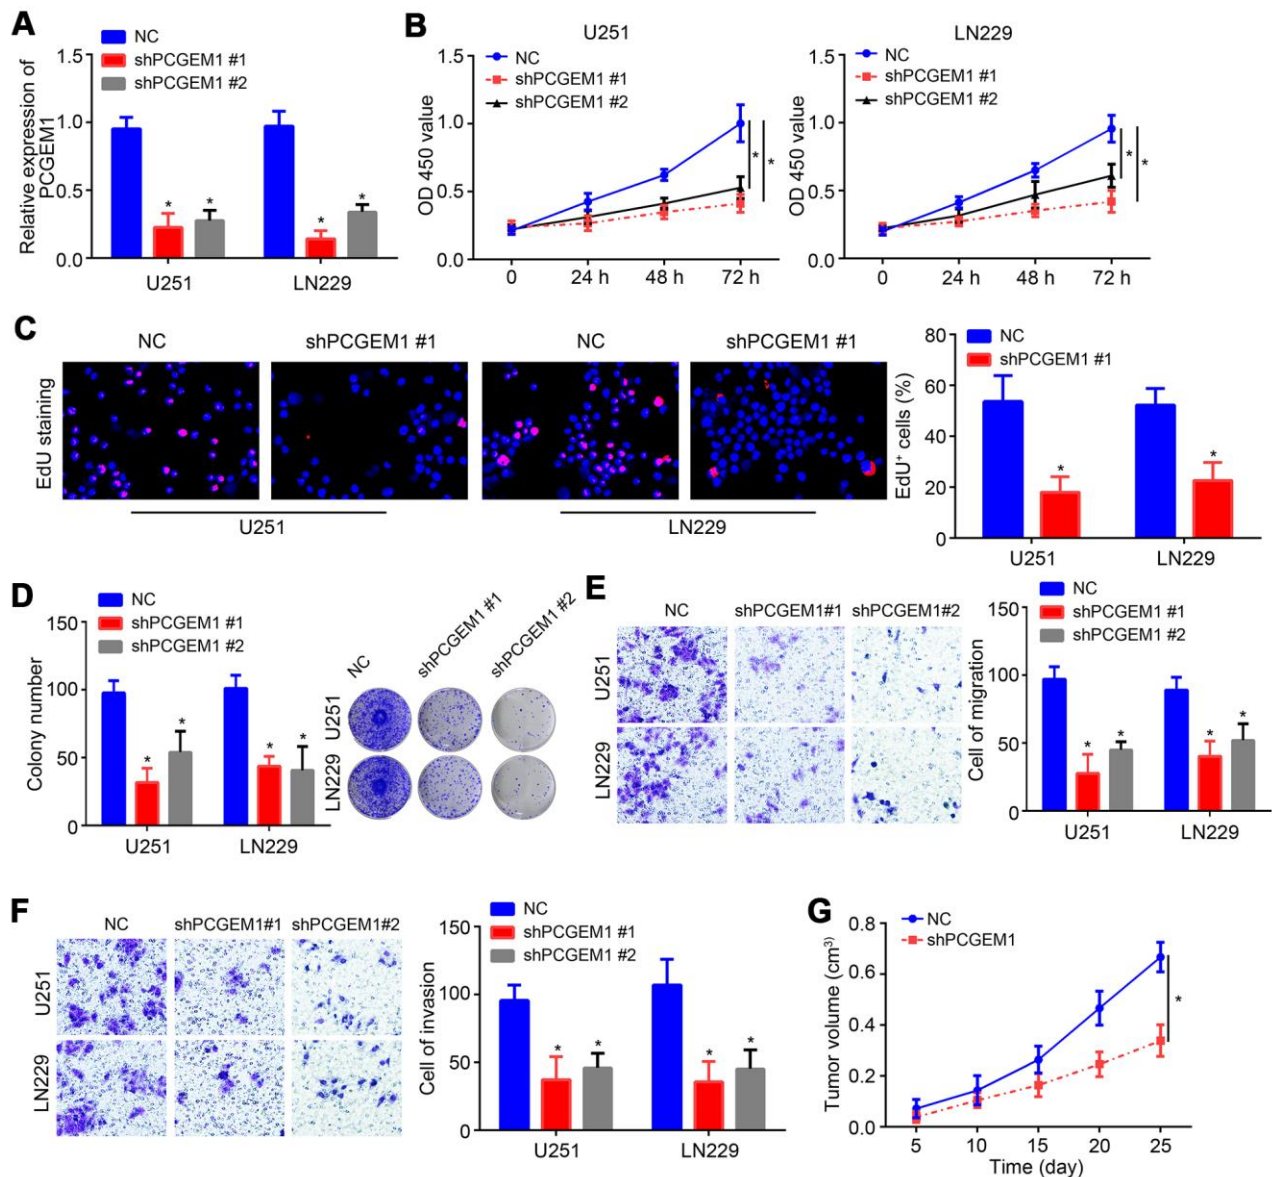 A
NC
shPCGEM1 #1
shPCGEM1 #2
Relative expression of
PCGEM1
1.5
1.0
0.5
0.0
*
*
*
*
U251
LN229
B
U251
NC
shPCGEM1 #1
shPCGEM1 #2
OD 450 value
1.5
1.0
0.5
0.0
*
*
0
24 h
48 h
72 h
LN229
NC
shPCGEM1 #1
shPCGEM1 #2
OD 450 value
1.5
1.0
0.5
0.0
*
*
0
24 h
48 h
72 h
C
NC
shPCGEM1 #1
NC
shPCGEM1 #1
EdU staining
U251
LN229
NC
shPCGEM1 #1
EdU+ cells (%)
80
60
40
20
0
*
*
U251
LN229
D
NC
shPCGEM1 #1
shPCGEM1 #2
Colony number
150
100
50
0
*
*
*
*
U251
LN229
NC
shPCGEM1 #1
shPCGEM1 #2
U251
LN229
E
NC
shPCGEM1#1
shPCGEM1#2
U251
LN229
NC
shPCGEM1 #1
shPCGEM1 #2
Cell of migration
150
100
50
0
*
*
*
*
U251
LN229
F
NC
shPCGEM1#1
shPCGEM1#2
U251
LN229
NC
shPCGEM1 #1
shPCGEM1 #2
Cell of invasion
150
100
50
0
*
*
*
*
U251
LN229
G
NC
shPCGEM1
Tumor volume (cm³)
0.8
0.6
0.4
0.2
0.0
*
5
10
15
20
25
Time (day)